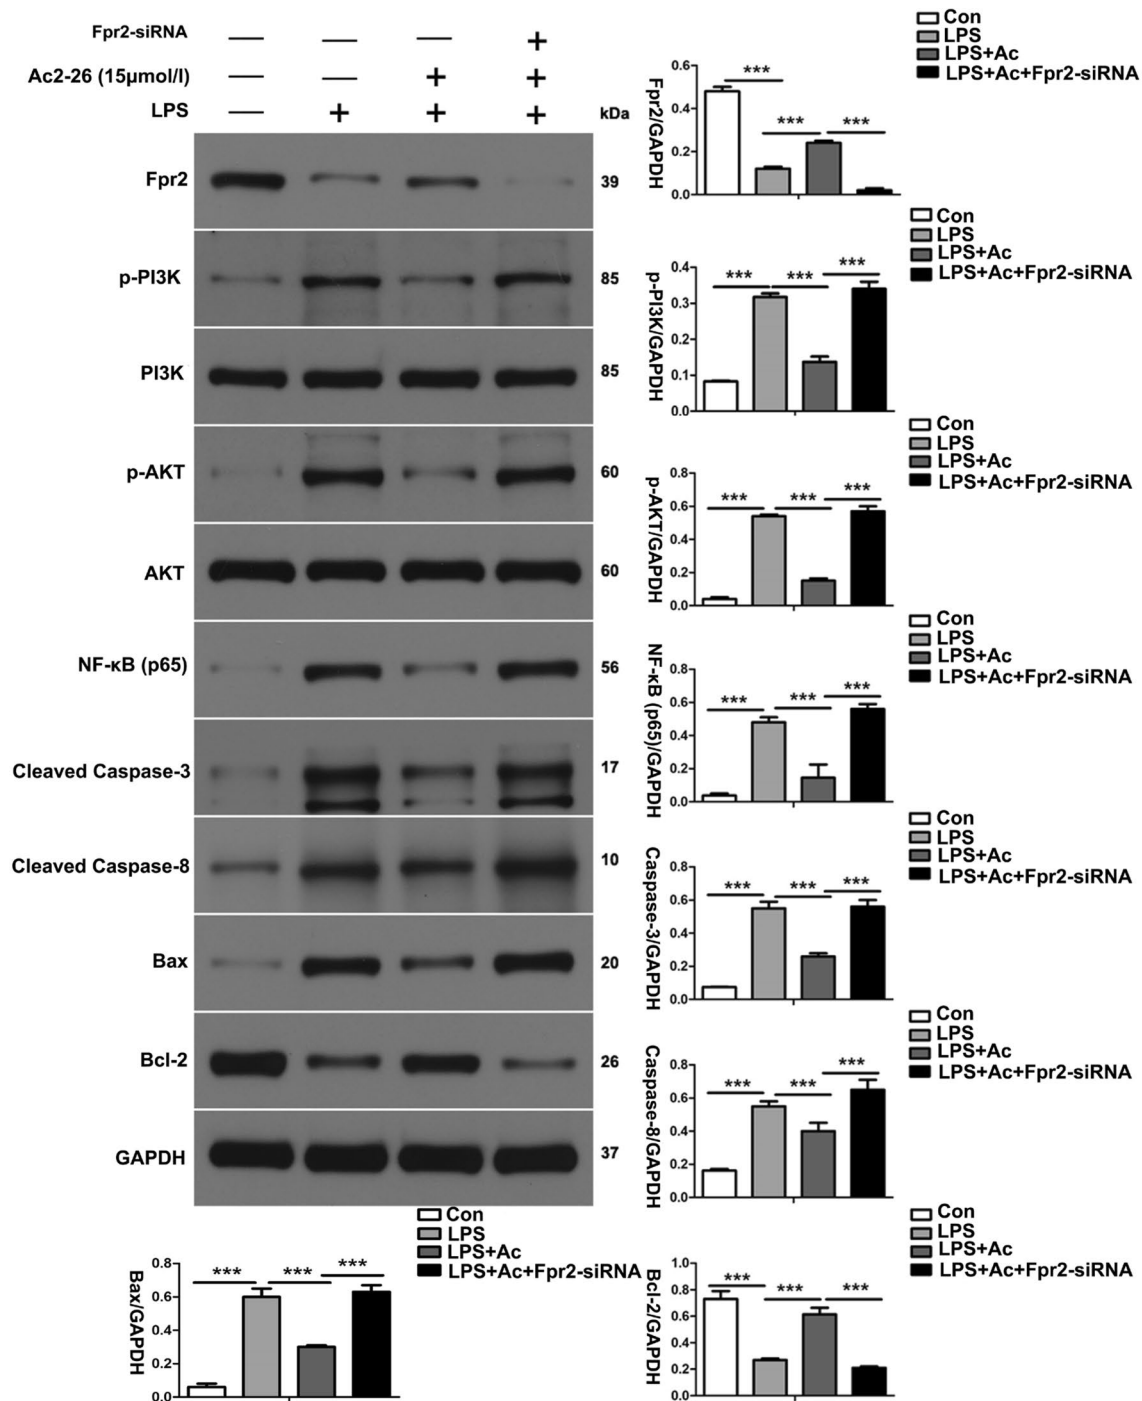 Fpr2-siRNA — — — +
Ac2-26 (15μmol/l) — — + +
LPS — + + +
kDa
Fpr2 39
p-PI3K 85
PI3K 85
p-AKT 60
AKT 60
NF-κB (p65) 56
Cleaved Caspase-3 17
Cleaved Caspase-8 10
Bax 20
Bcl-2 26
GAPDH 37
Con
LPS
LPS+Ac
LPS+Ac+Fpr2-siRNA
Fpr2/GAPDH
0.6
0.4
0.2
0.0
*** *** ***
Con
LPS
LPS+Ac
LPS+Ac+Fpr2-siRNA
p-PI3K/GAPDH
0.4
0.3
0.2
0.1
0.0
*** *** ***
Con
LPS
LPS+Ac
LPS+Ac+Fpr2-siRNA
p-AKT/GAPDH
0.8
0.6
0.4
0.2
0.0
*** *** ***
Con
LPS
LPS+Ac
LPS+Ac+Fpr2-siRNA
NF-κB (p65)/GAPDH
0.8
0.6
0.4
0.2
0.0
*** *** ***
Con
LPS
LPS+Ac
LPS+Ac+Fpr2-siRNA
Caspase-3/GAPDH
0.8
0.6
0.4
0.2
0.0
*** *** ***
Con
LPS
LPS+Ac
LPS+Ac+Fpr2-siRNA
Caspase-8/GAPDH
0.8
0.6
0.4
0.2
0.0
*** *** ***
Con
LPS
LPS+Ac
LPS+Ac+Fpr2-siRNA
Bax/GAPDH
0.8
0.6
0.4
0.2
0.0
*** *** ***
Con
LPS
LPS+Ac
LPS+Ac+Fpr2-siRNA
Bcl-2/GAPDH
1.0
0.8
0.6
0.4
0.2
0.0
*** *** ***